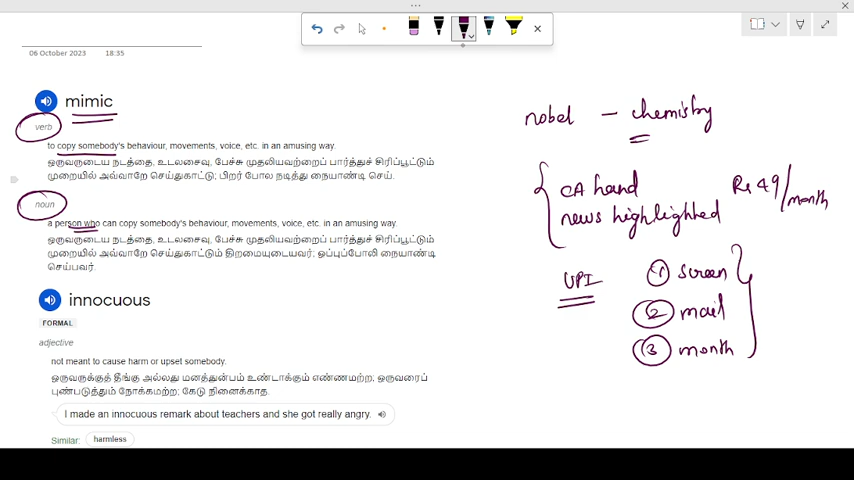 06 October 2023 18:35
mimic
verb
to copy somebody's behaviour, movements, voice, etc. in an amusing way.
ஒருவருடைய நடத்தை, உடலசைவு, பேச்சு முதலியவற்றைப் பார்த்துச் சிரிப்பூட்டும்
முறையில் அவ்வாறே செய்துகாட்டு; பிறர் போல நடித்து நையாண்டி செய்.
noun
a person who can copy somebody's behaviour, movements, voice, etc. in an amusing way.
ஒருவருடைய நடத்தை, உடலசைவு, பேச்சு முதலியவற்றைப் பார்த்துச் சிரிப்பூட்டும்
முறையில் அவ்வாறே செய்துகாட்டும் திறமையுடையவர்; ஒப்புப்போலி நையாண்டி
செய்பவர்.
innocuous
FORMAL
adjective
not meant to cause harm or upset somebody.
ஒருவருக்குத் தீங்கு அல்லது மனத்துன்பம் உண்டாக்கும் எண்ணமற்ற; ஒருவரைப்
புண்படுத்தும் நோக்கமற்ற; கேடு நினைக்காத.
I made an innocuous remark about teachers and she got really angry.
Similar: harmless
nobel - chemistry
CA hand
news highlighted
Rs 49/month
UPI
① screen
② mail
③ month